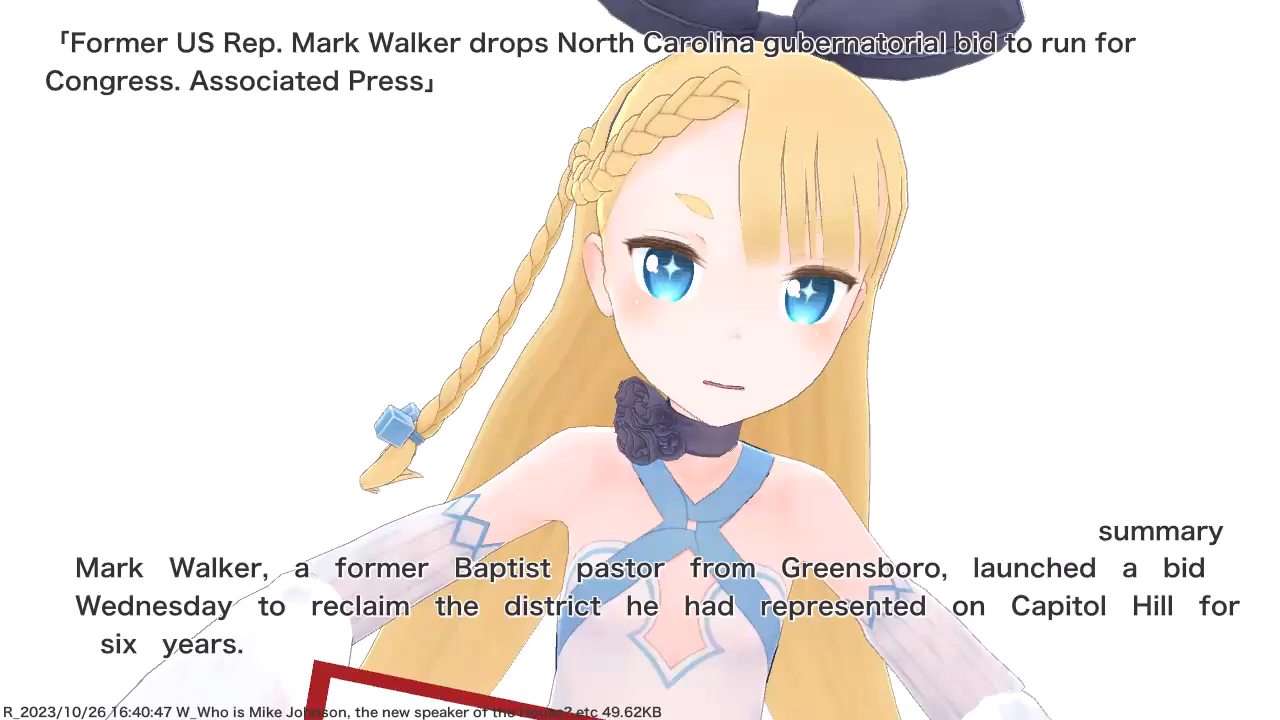 「Former US Rep. Mark Walker drops North Carolina gubernatorial bid to run for
Congress. Associated Press」
summary
Mark Walker, a former Baptist pastor from Greensboro, launched a bid
Wednesday to reclaim the district he had represented on Capitol Hill for
six years.
R_2023/10/26 16:40:47 W_Who is Mike Johnson, the new speaker of the House? etc 49.62KB